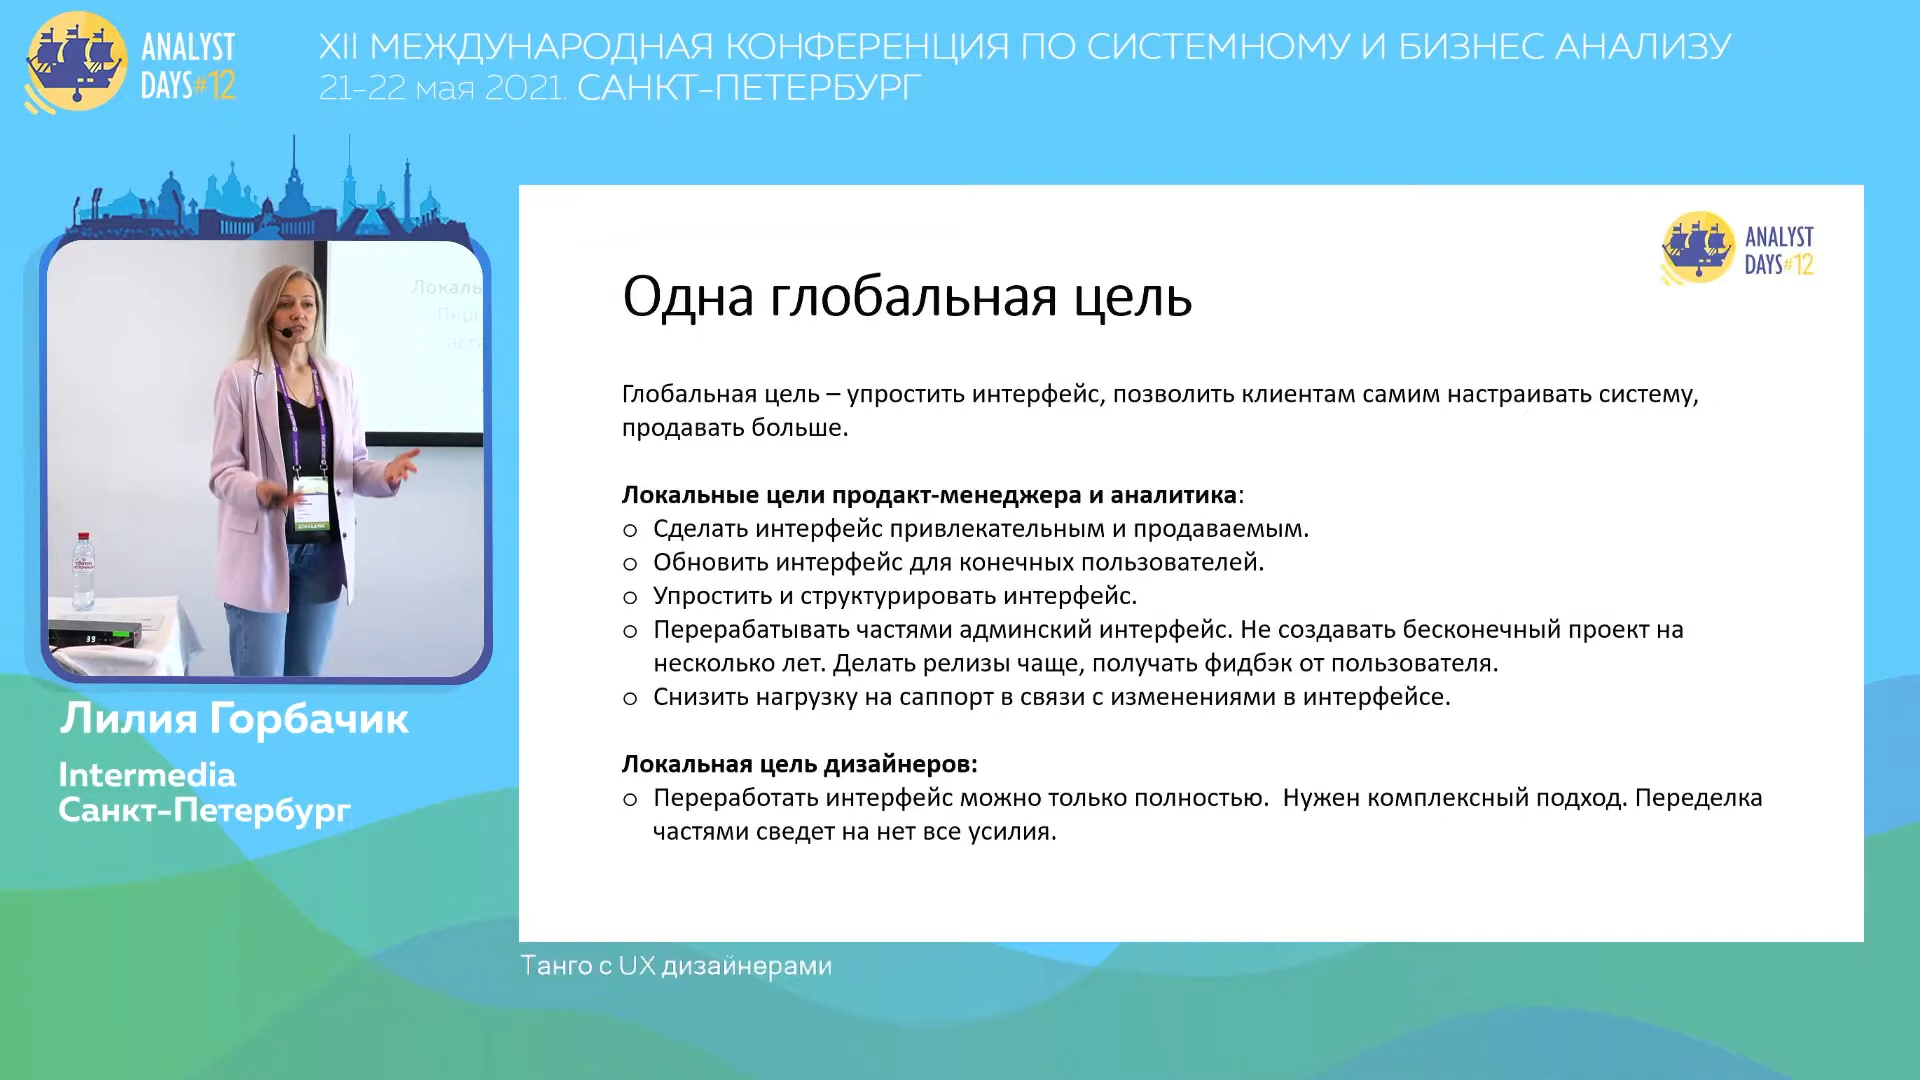 ANALYST
DAYS#12
XII МЕЖДУНАРОДНАЯ КОНФЕРЕНЦИЯ ПО СИСТЕМНОМУ И БИЗНЕС АНАЛИЗУ
21-22 мая 2021. САНКТ-ПЕТЕРБУРГ
ANALYST
DAYS#12
Одна глобальная цель
Глобальная цель – упростить интерфейс, позволить клиентам самим настраивать систему,
продавать больше.
Локальные цели продакт-менеджера и аналитика:
o Сделать интерфейс привлекательным и продаваемым.
o Обновить интерфейс для конечных пользователей.
o Упростить и структурировать интерфейс.
o Перерабатывать частями админский интерфейс. Не создавать бесконечный проект на
несколько лет. Делать релизы чаще, получать фидбэк от пользователя.
o Снизить нагрузку на саппорт в связи с изменениями в интерфейсе.
Локальная цель дизайнеров:
o Переработать интерфейс можно только полностью.  Нужен комплексный подход. Переделка
частями сведет на нет все усилия.
Локаль
39
Лилия Горбачик
Intermedia
Санкт-Петербург
Танго с UX дизайнерами